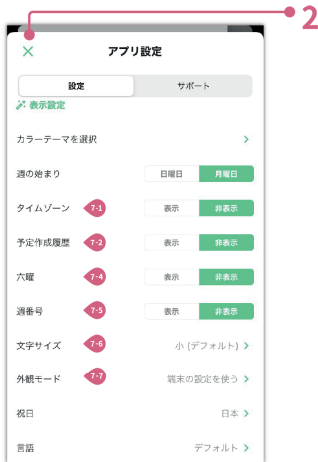 2
アプリ設定
設定 サポート
表示設定
カラーテーマを選択
週の始まり 日曜日 月曜日
タイムゾーン 7-1 表示 非表示
予定作成履歴 7-2 表示 非表示
六曜 7-4 表示 非表示
週番号 7-5 表示 非表示
文字サイズ 7-6 小 (デフォルト)
外観モード 7-7 端末の設定を使う
祝日 日本
言語 デフォルト